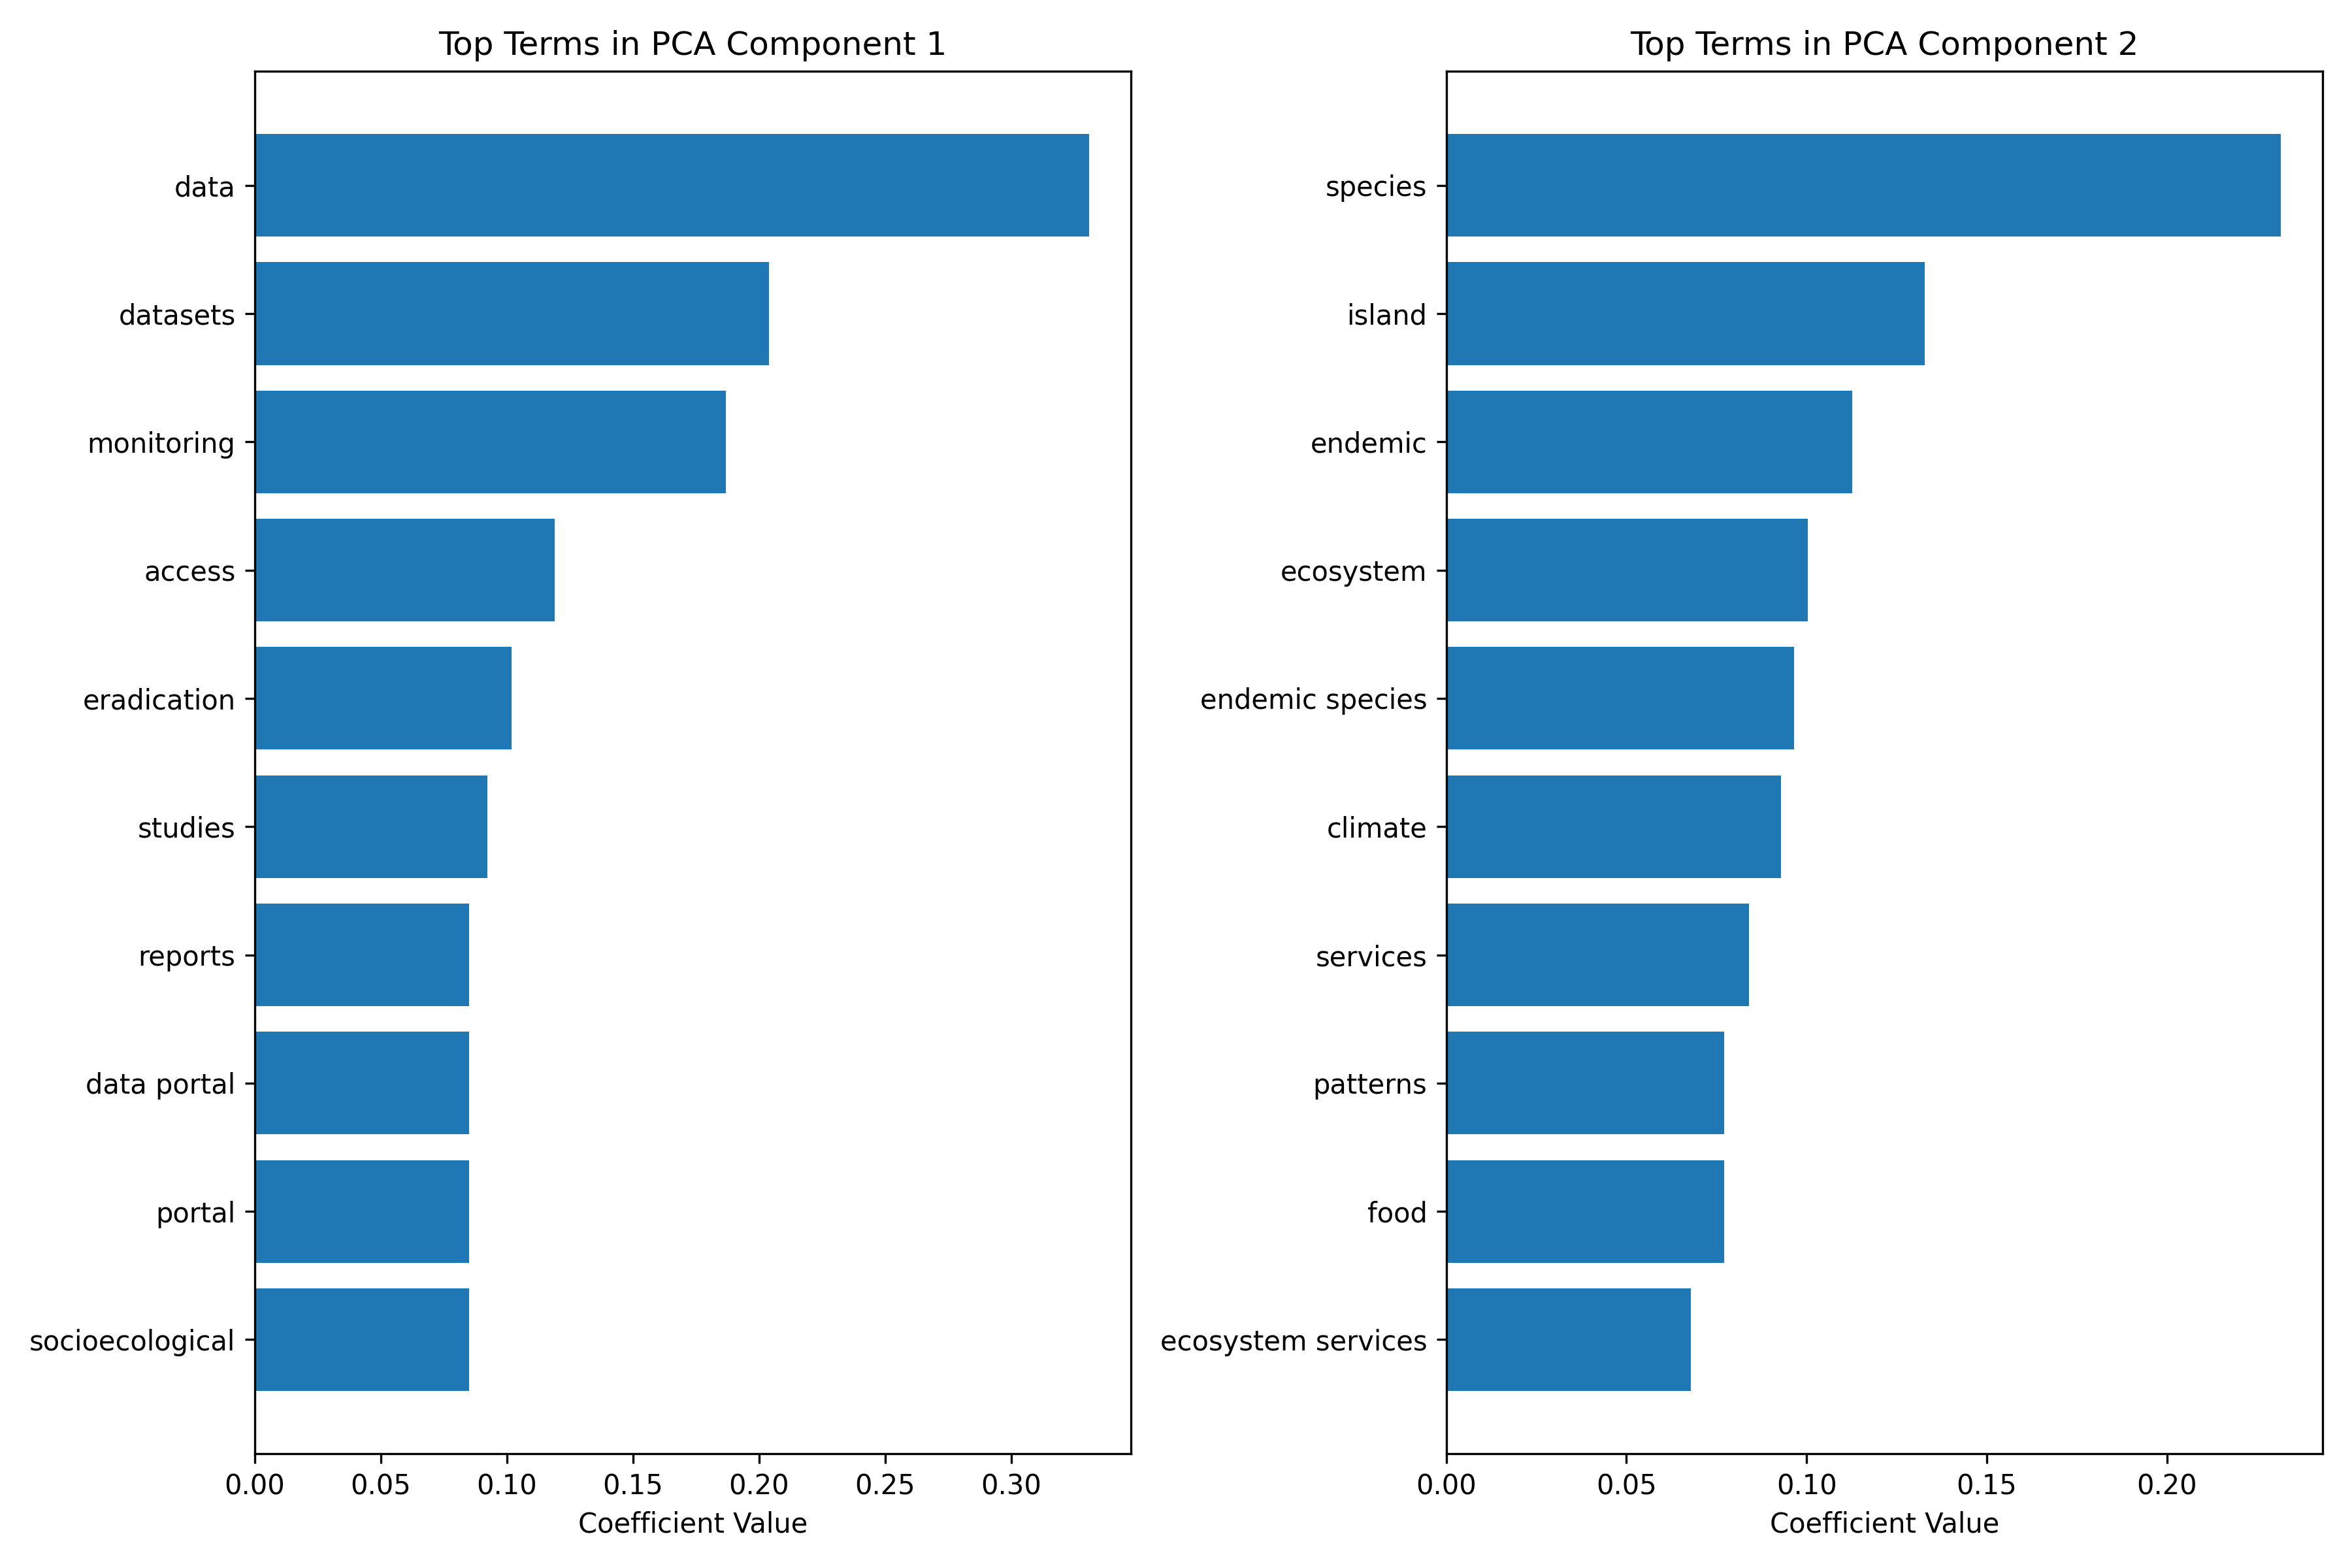 Top Terms in PCA Component 1
data
datasets
monitoring
access
eradication
studies
reports
data portal
portal
socioecological
0.00 0.05 0.10 0.15 0.20 0.25 0.30
Coefficient Value
Top Terms in PCA Component 2
species
island
endemic
ecosystem
endemic species
climate
services
patterns
food
ecosystem services
0.00 0.05 0.10 0.15 0.20
Coefficient Value